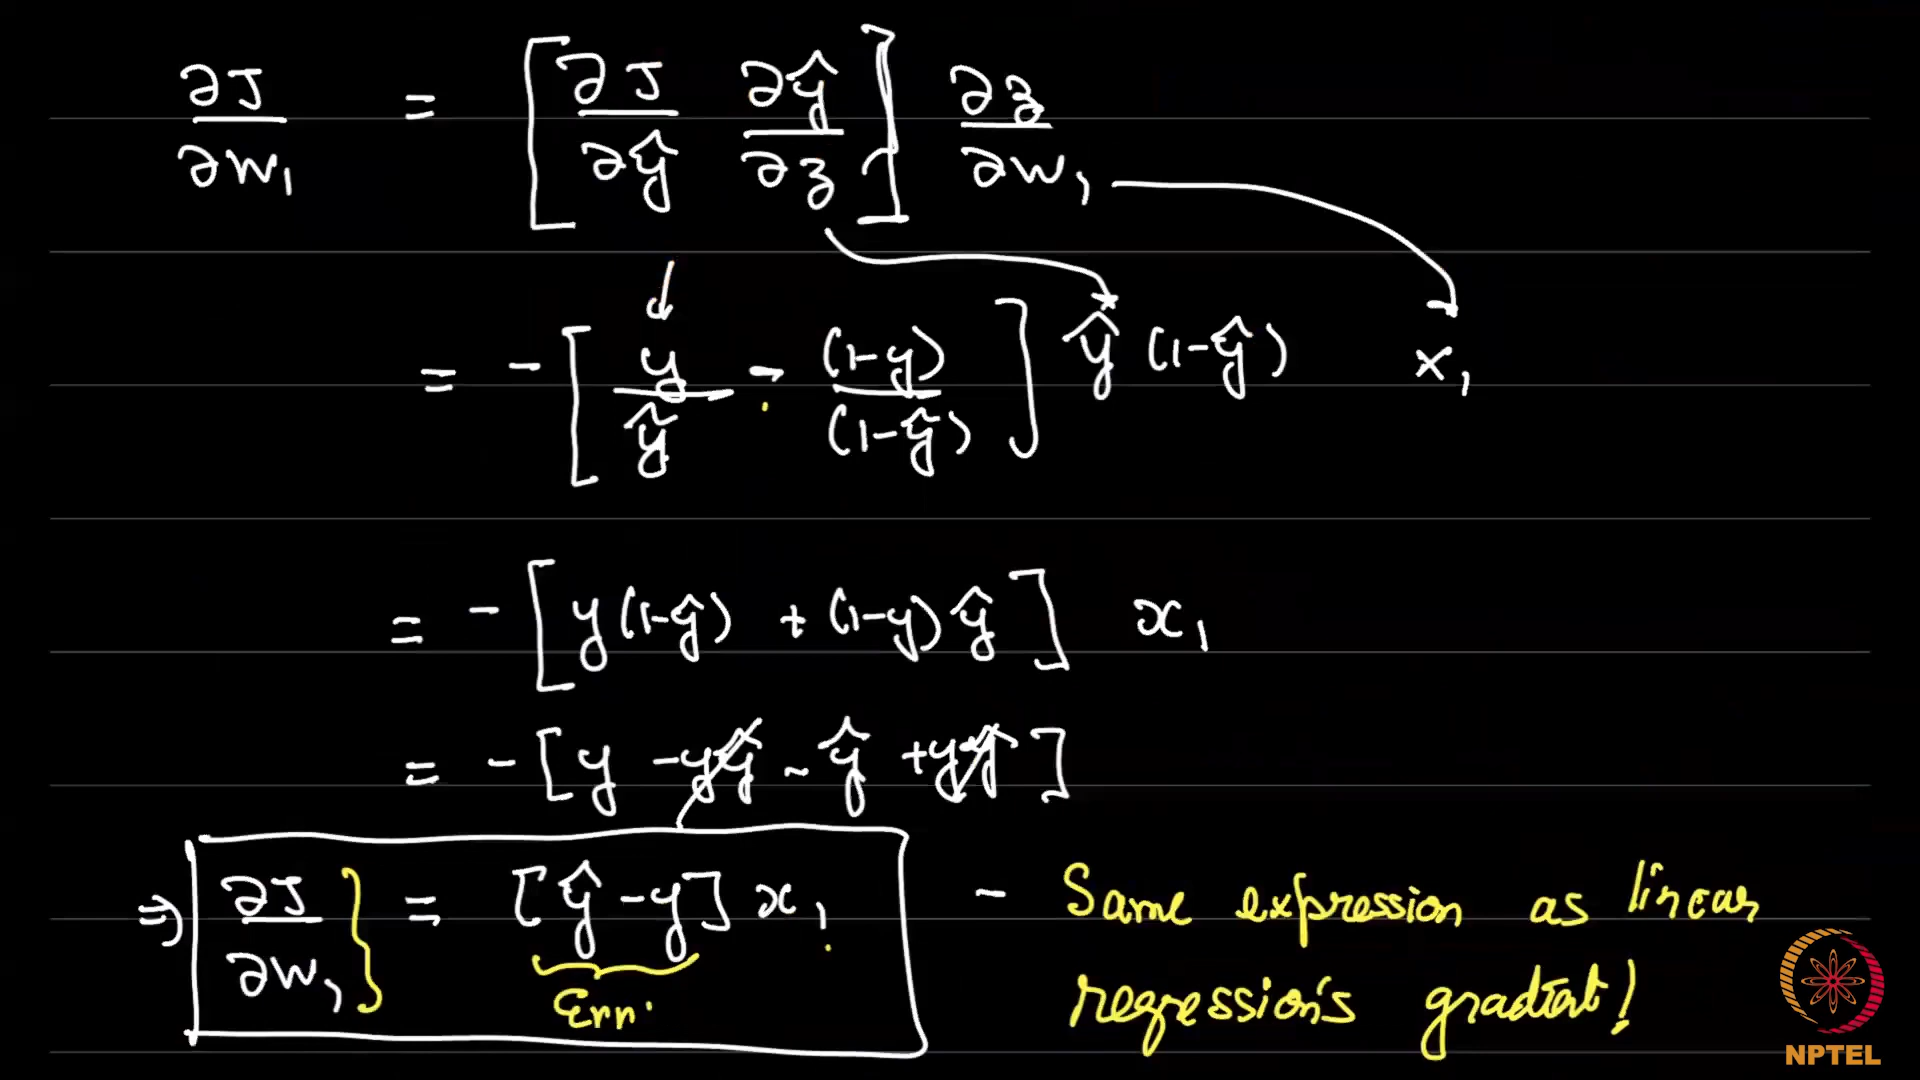 ∂J/∂w₁ = [∂J/∂ŷ ∂ŷ/∂z] ∂z/∂w₁
= - [y/ŷ - (1-y)/(1-ŷ)] ŷ (1-ŷ) x₁
= - [y(1-ŷ) + (1-y)ŷ] x₁
= - [y - yŷ - ŷ + yŷ]
⇒ ∂J/∂w₁ = [ŷ - y] x₁ - Same expression as linear
Err.
regression's gradient!
NPTEL